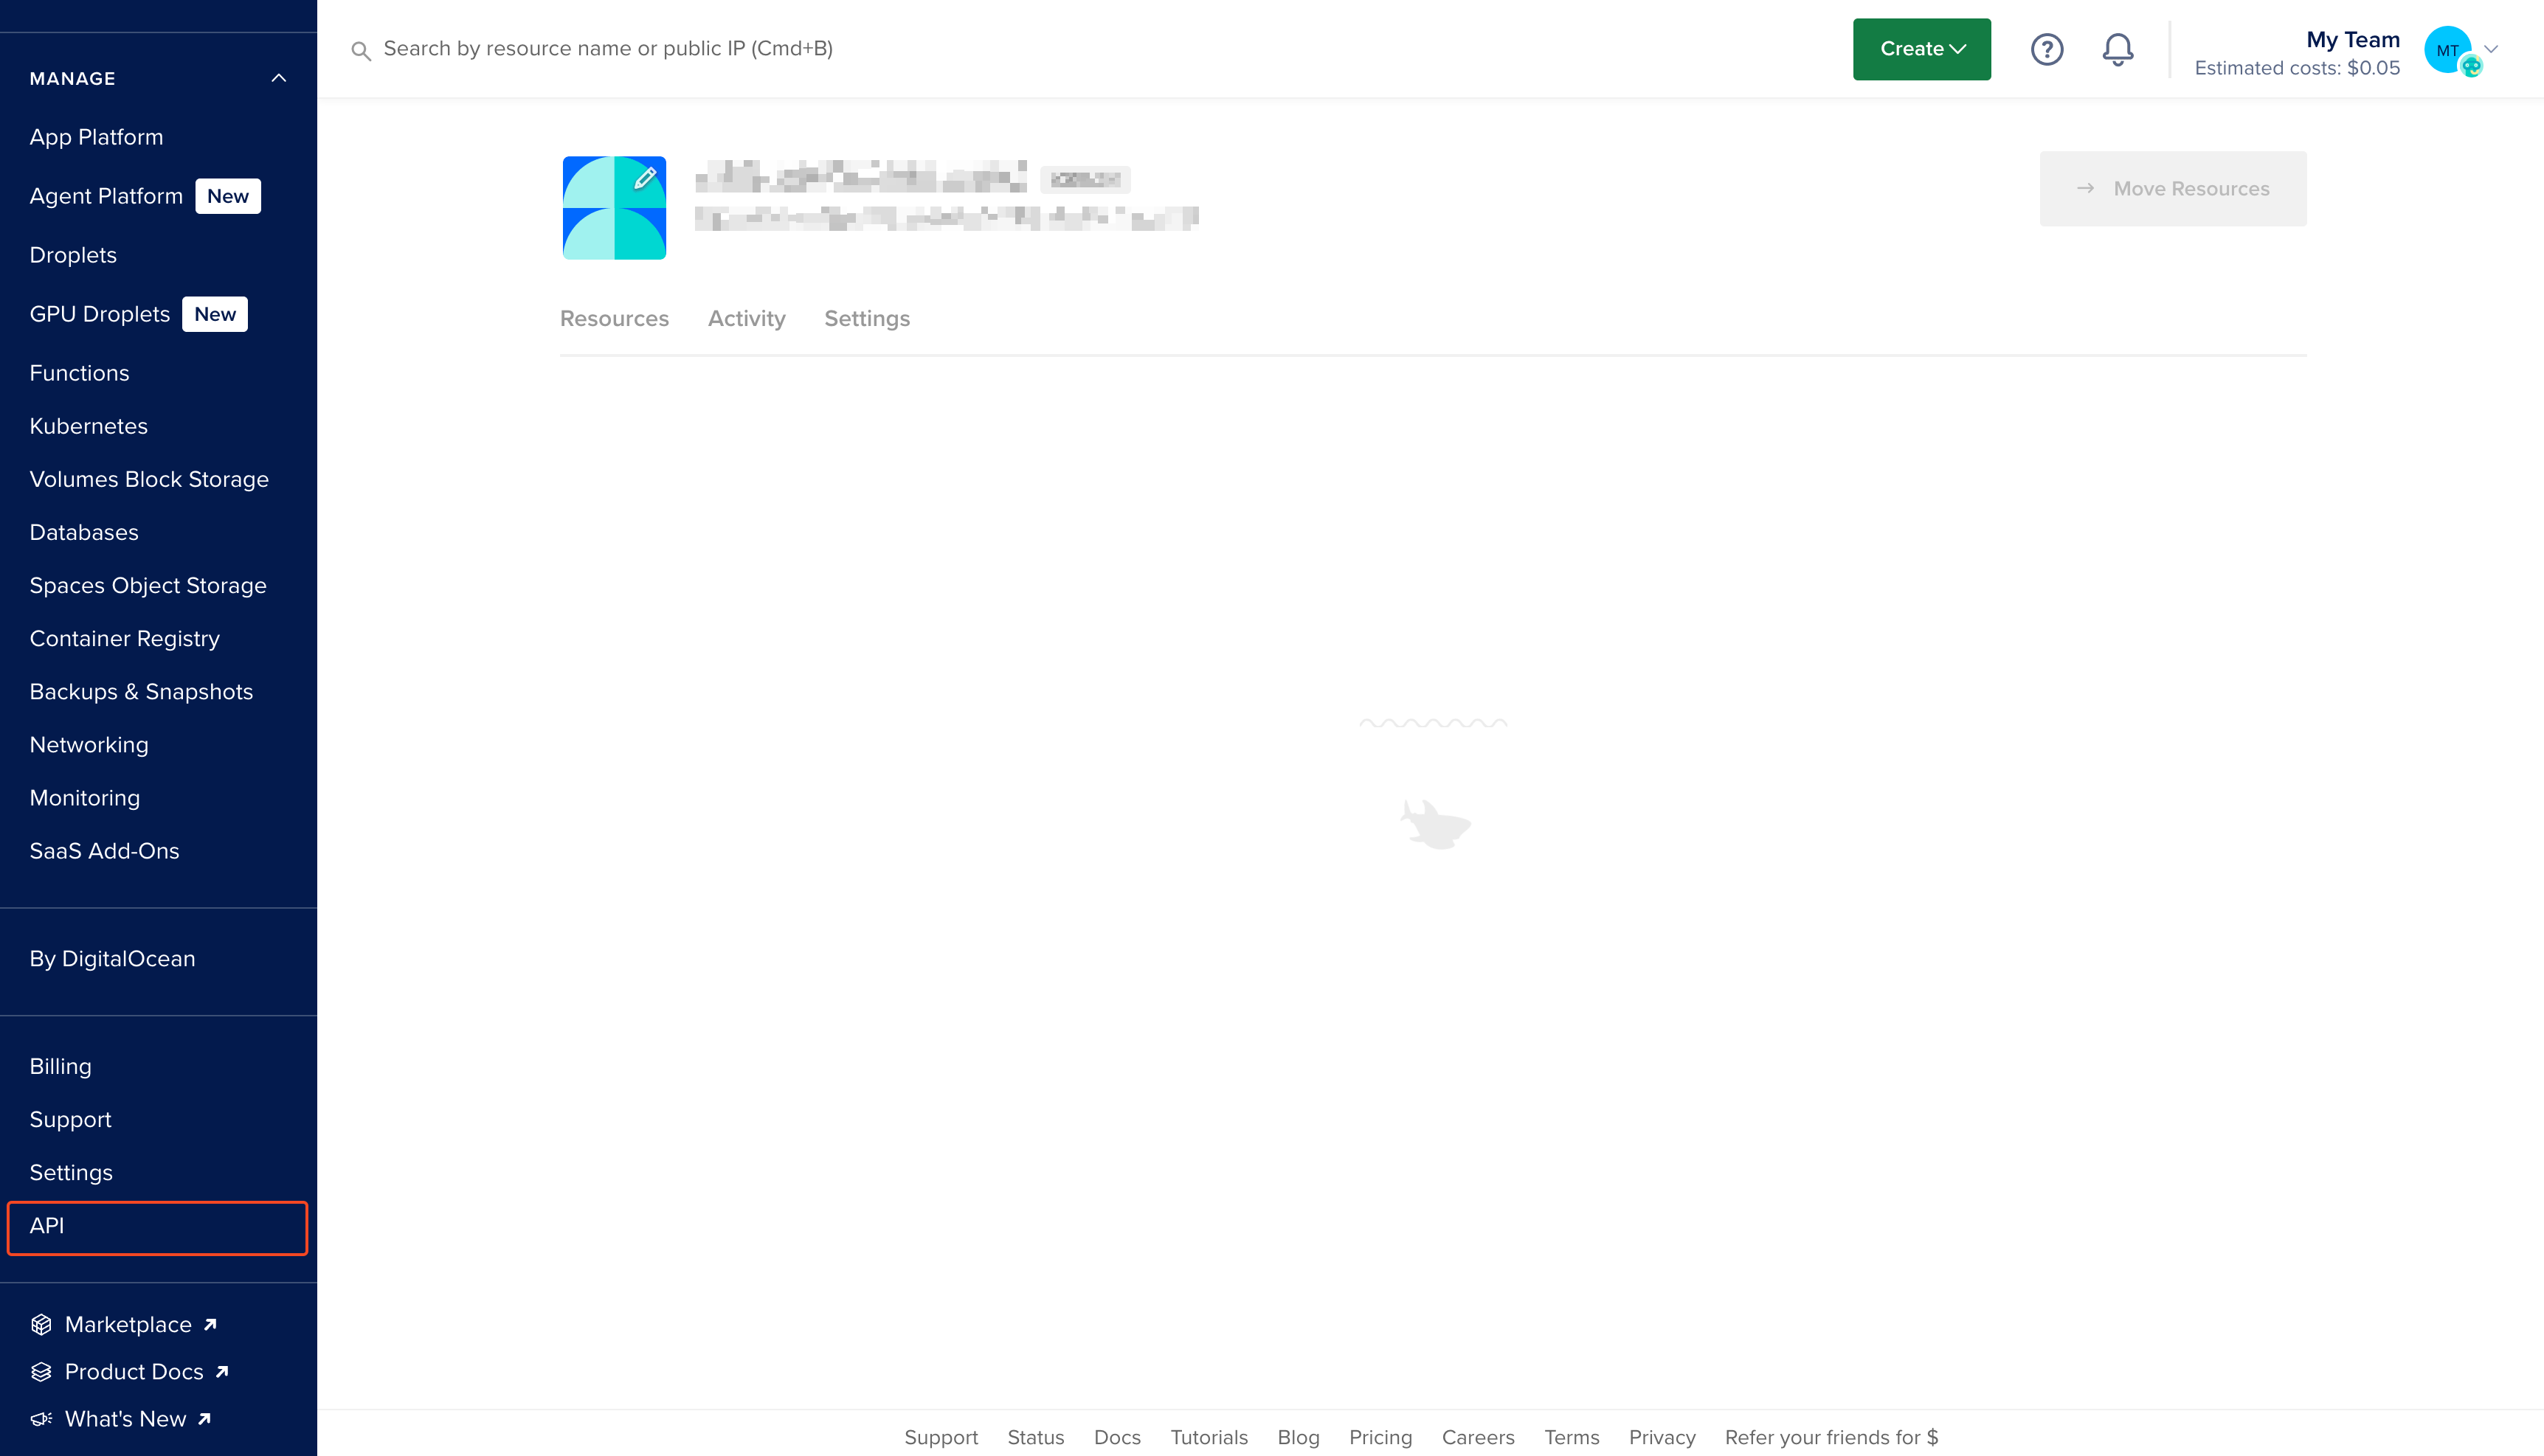 MANAGE
App Platform
Agent Platform New
Droplets
GPU Droplets New
Functions
Kubernetes
Volumes Block Storage
Databases
Spaces Object Storage
Container Registry
Backups & Snapshots
Networking
Monitoring
SaaS Add-Ons
By DigitalOcean
Billing
Support
Settings
API
Marketplace
Product Docs
What's New
Search by resource name or public IP (Cmd+B)
Create
My Team
Estimated costs: $0.05
MT
Move Resources
Resources Activity Settings
Support Status Docs Tutorials Blog Pricing Careers Terms Privacy Refer your friends for $